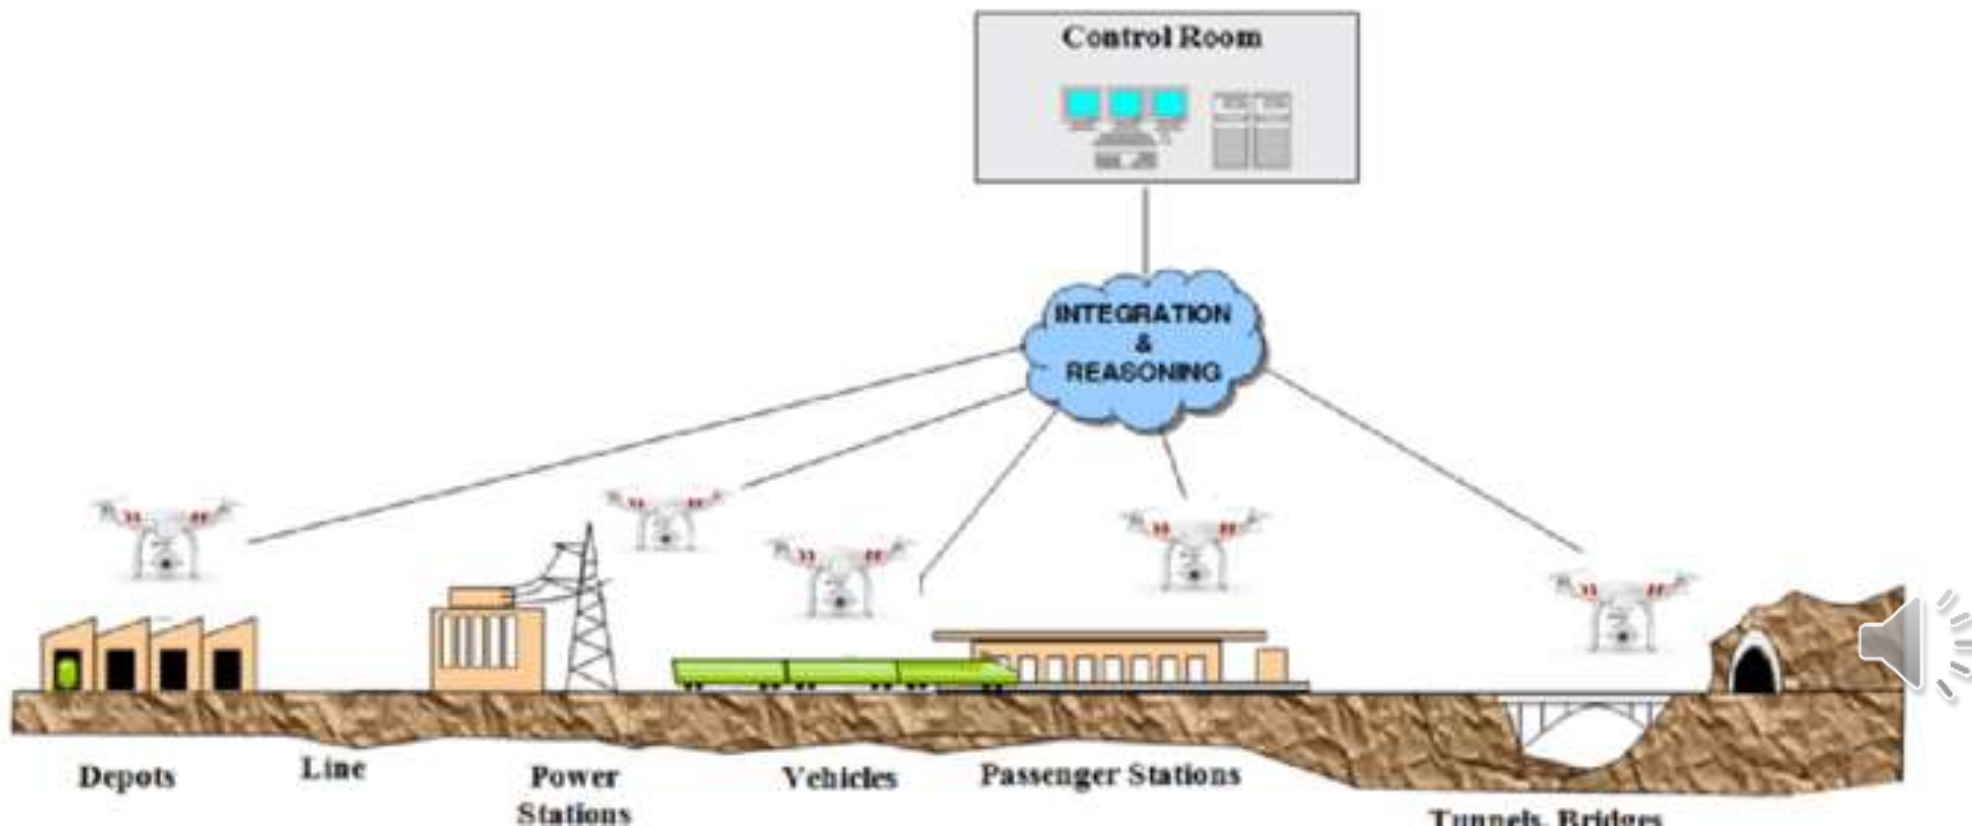 Control Room
INTEGRATION
&
REASONING
Depots
Line
Power
Stations
Vehicles
Passenger Stations
Tunnels, Bridges